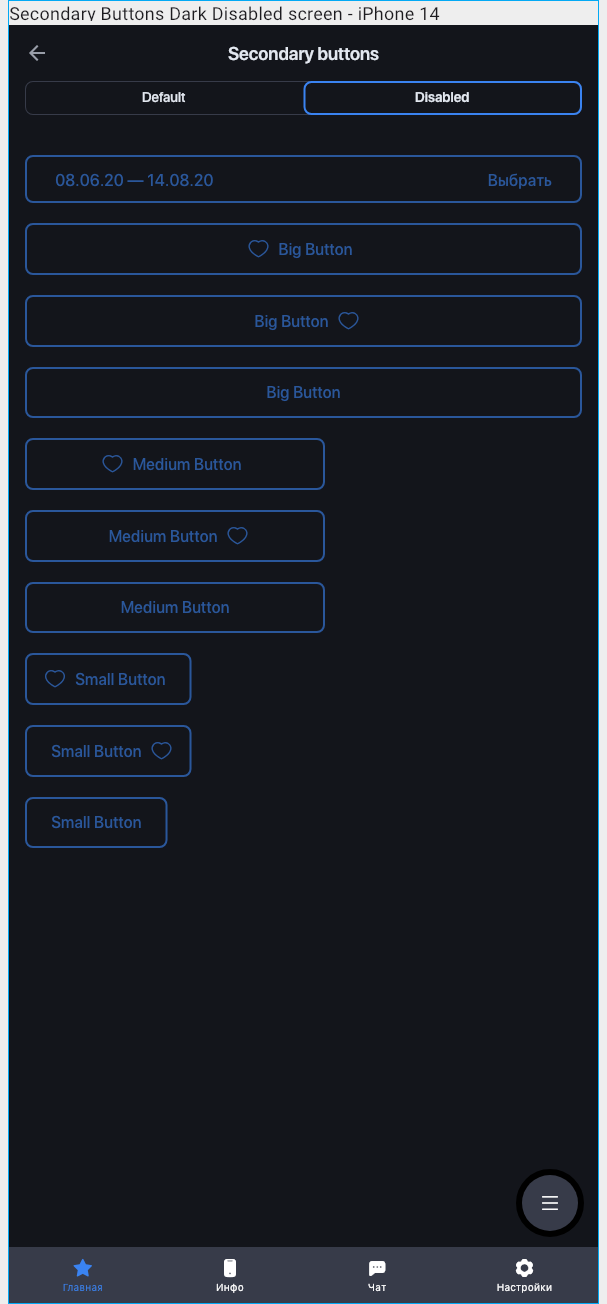 Secondary Buttons Dark Disabled screen - iPhone 14
Secondary buttons
Default Disabled
08.06.20 — 14.08.20 Выбрать
Big Button
Big Button
Big Button
Medium Button
Medium Button
Medium Button
Small Button
Small Button
Small Button
Главная Инфо Чат Настройки